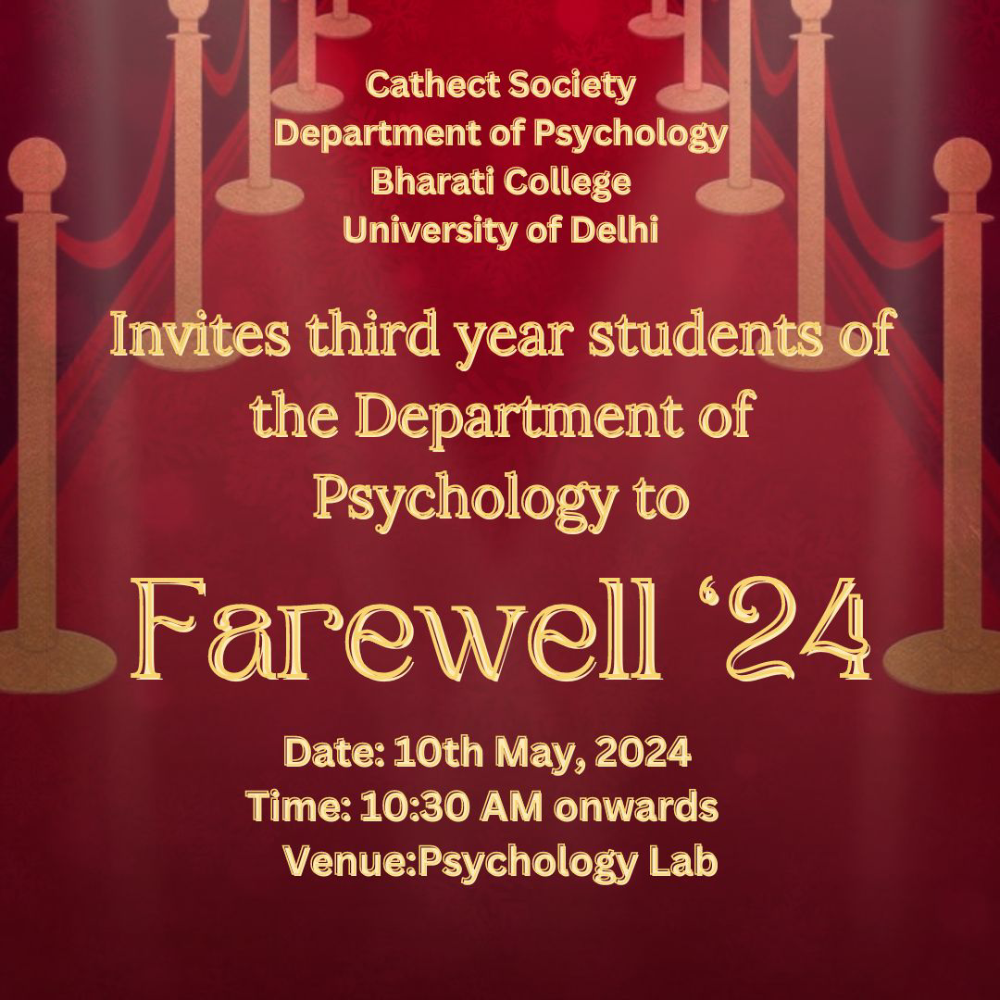 Cathect Society
Department of Psychology
Bharati College
University of Delhi
Invites third year students of
the Department of
Psychology to
Farewell ‘24
Date: 10th May, 2024
Time: 10:30 AM onwards
Venue:Psychology Lab